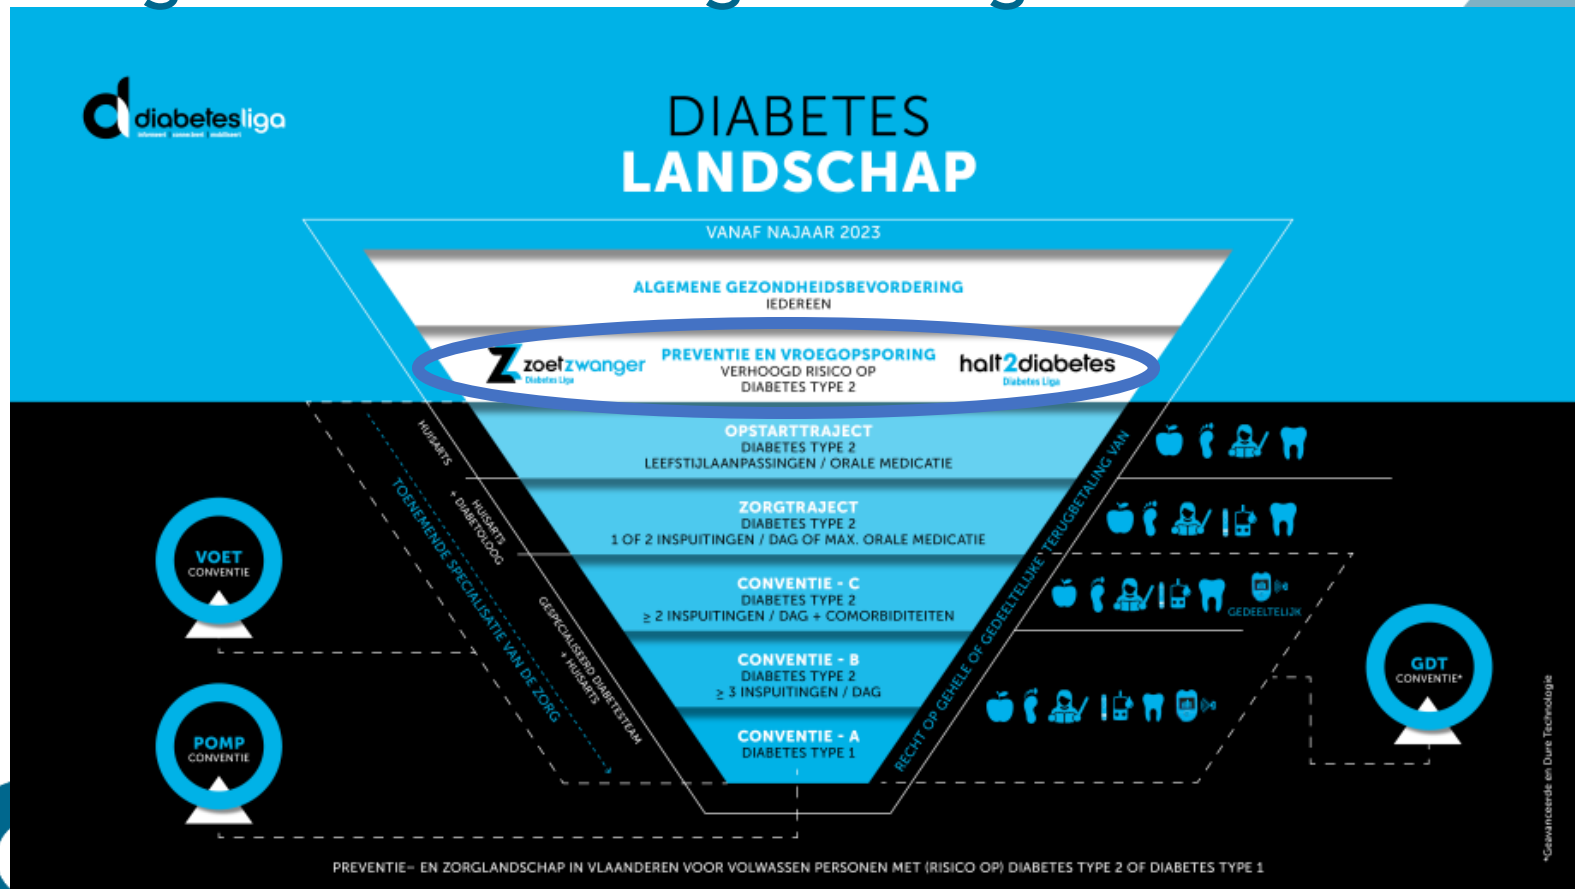 diabetesliga
informeert connecteert mobiliseert
DIABETES
LANDSCHAP
VANAF NAJAAR 2023
ALGEMENE GEZONDHEIDSBEVORDERING
IEDEREEN
zoetzwanger
Diabetes Liga
PREVENTIE EN VROEGOPSPORING
VERHOOGD RISICO OP
DIABETES TYPE 2
halt2diabetes
Diabetes Liga
OPSTARTTRAJECT
DIABETES TYPE 2
LEEFSTIJLAANPASSINGEN / ORALE MEDICATIE
ZORGTRAJECT
DIABETES TYPE 2
1 OF 2 INSPUITINGEN / DAG OF MAX. ORALE MEDICATIE
CONVENTIE - C
DIABETES TYPE 2
≥ 2 INSPUITINGEN / DAG + COMORBIDITEITEN
CONVENTIE - B
DIABETES TYPE 2
≥ 3 INSPUITINGEN / DAG
CONVENTIE - A
DIABETES TYPE 1
HUISARTS
HUISARTS
+ DIABETOLOOG
GESPECIALISEERD DIABETESTEAM
+ HUISARTS
TOENEMENDE SPECIALISATIE VAN DE ZORG
RECHT OP GEHELE OF GEDEELTELIJKE TERUGBETALING VAN
GEDEELTELIJK
VOET
CONVENTIE
POMP
CONVENTIE
GDT
CONVENTIE*
*Geavanceerde en Dure Technologie
PREVENTIE- EN ZORGLANDSCHAP IN VLAANDEREN VOOR VOLWASSEN PERSONEN MET (RISICO OP) DIABETES TYPE 2 OF DIABETES TYPE 1